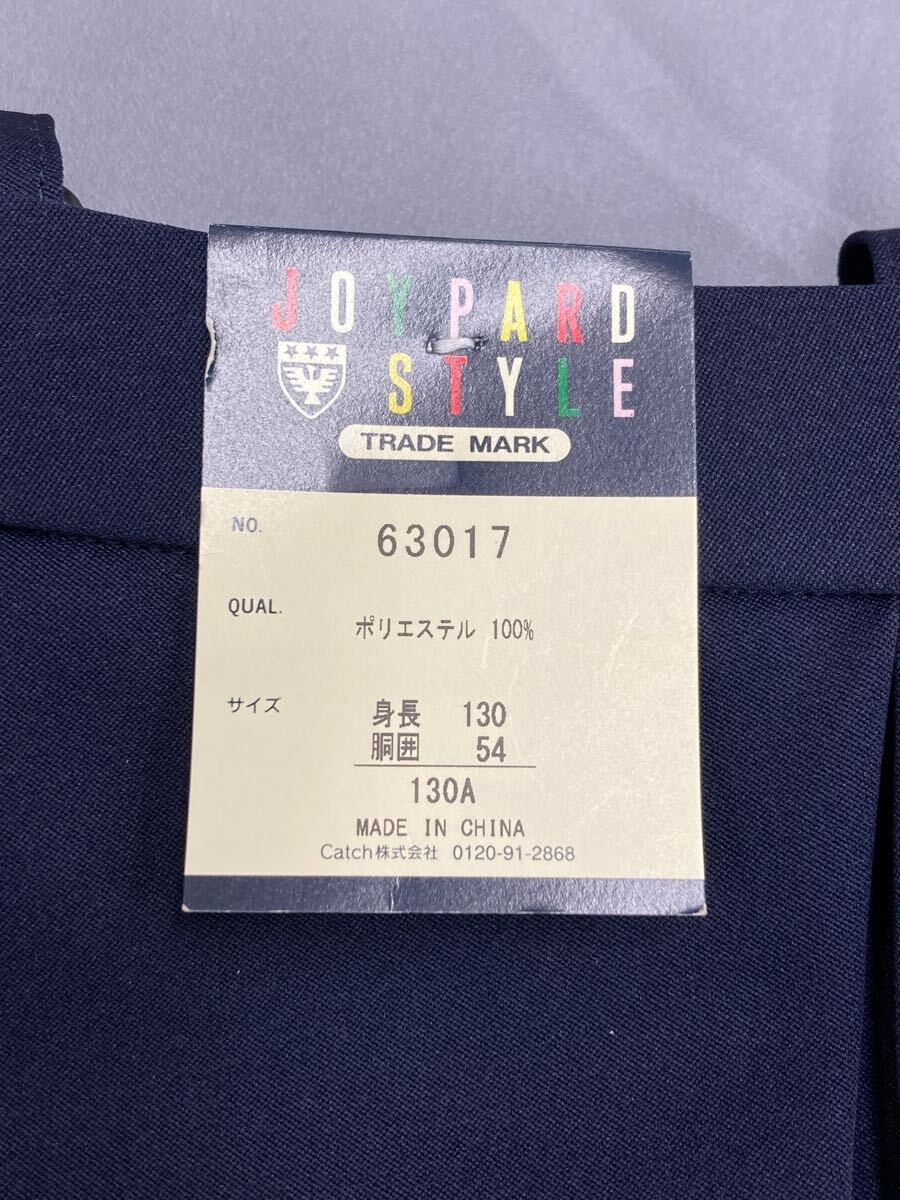 JOYPARD
STYLE
TRADE MARK
NO. 63017
QUAL. ポリエステル 100%
サイズ 身長 130
胴囲 54
130A
MADE IN CHINA
Catch株式会社 0120-91-2868